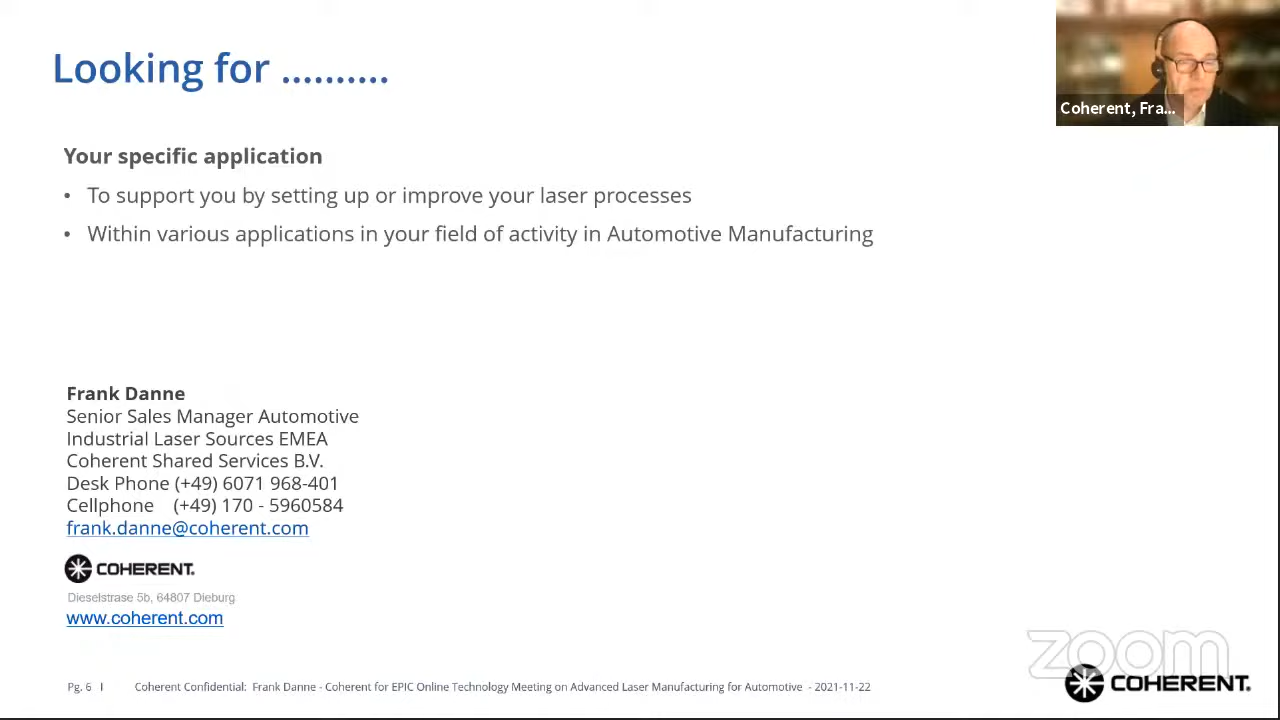 Looking for ..........
Coherent, Fra...
Your specific application
• To support you by setting up or improve your laser processes
• Within various applications in your field of activity in Automotive Manufacturing
Frank Danne
Senior Sales Manager Automotive
Industrial Laser Sources EMEA
Coherent Shared Services B.V.
Desk Phone (+49) 6071 968-401
Cellphone (+49) 170 - 5960584
frank.danne@coherent.com
COHERENT.
Dieselstrase 5b, 64807 Dieburg
www.coherent.com
zoom
Pg. 6 I Coherent Confidential: Frank Danne - Coherent for EPIC Online Technology Meeting on Advanced Laser Manufacturing for Automotive - 2021-11-22
COHERENT.